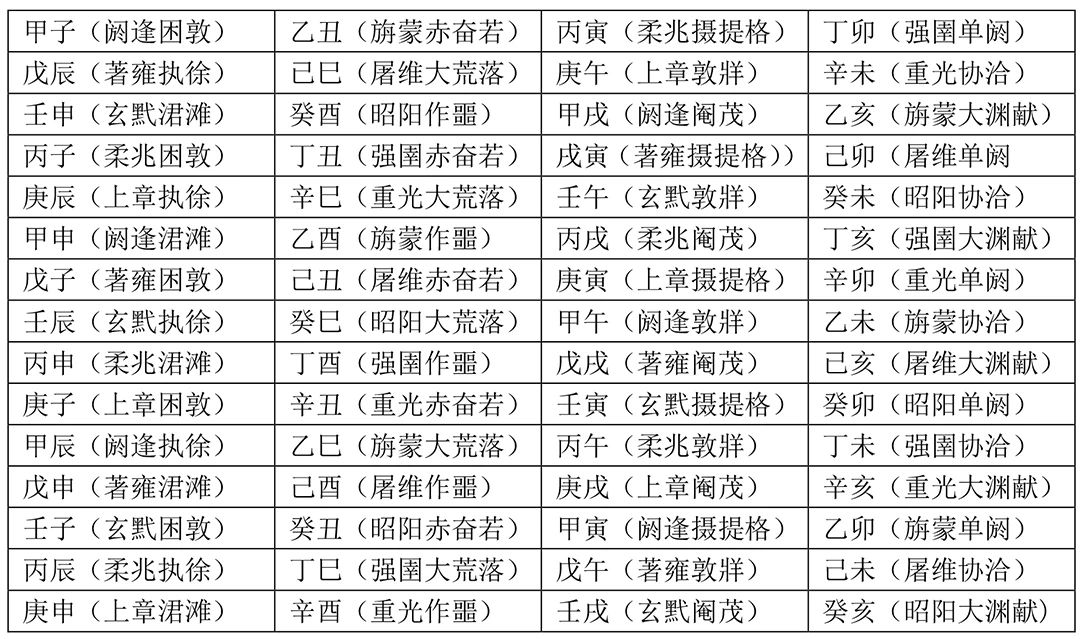 甲子（阏逢困敦） 乙丑（旃蒙赤奋若） 丙寅（柔兆摄提格） 丁卯（强圉单阏）
戊辰（著雍执徐） 己巳（屠维大荒落） 庚午（上章敦牂） 辛未（重光协洽）
壬申（玄黓涒滩） 癸酉（昭阳作噩） 甲戌（阏逢阉茂） 乙亥（旃蒙大渊献）
丙子（柔兆困敦） 丁丑（强圉赤奋若） 戊寅（著雍摄提格）） 己卯（屠维单阏
庚辰（上章执徐） 辛巳（重光大荒落） 壬午（玄黓敦牂） 癸未（昭阳协洽）
甲申（阏逢涒滩） 乙酉（旃蒙作噩） 丙戌（柔兆阉茂） 丁亥（强圉大渊献）
戊子（著雍困敦） 己丑（屠维赤奋若） 庚寅（上章摄提格） 辛卯（重光单阏）
壬辰（玄黓执徐） 癸巳（昭阳大荒落） 甲午（阏逢敦牂） 乙未（旃蒙协洽）
丙申（柔兆涒滩） 丁酉（强圉作噩） 戊戌（著雍阉茂） 己亥（屠维大渊献）
庚子（上章困敦） 辛丑（重光赤奋若） 壬寅（玄黓摄提格） 癸卯（昭阳单阏）
甲辰（阏逢执徐） 乙巳（旃蒙大荒落） 丙午（柔兆敦牂） 丁未（强圉协洽）
戊申（著雍涒滩） 己酉（屠维作噩） 庚戌（上章阉茂） 辛亥（重光大渊献）
壬子（玄黓困敦） 癸丑（昭阳赤奋若） 甲寅（阏逢摄提格） 乙卯（旃蒙单阏）
丙辰（柔兆执徐） 丁巳（强圉大荒落） 戊午（著雍敦牂） 己未（屠维协洽）
庚申（上章涒滩） 辛酉（重光作噩） 壬戌（玄黓阉茂） 癸亥（昭阳大渊献)